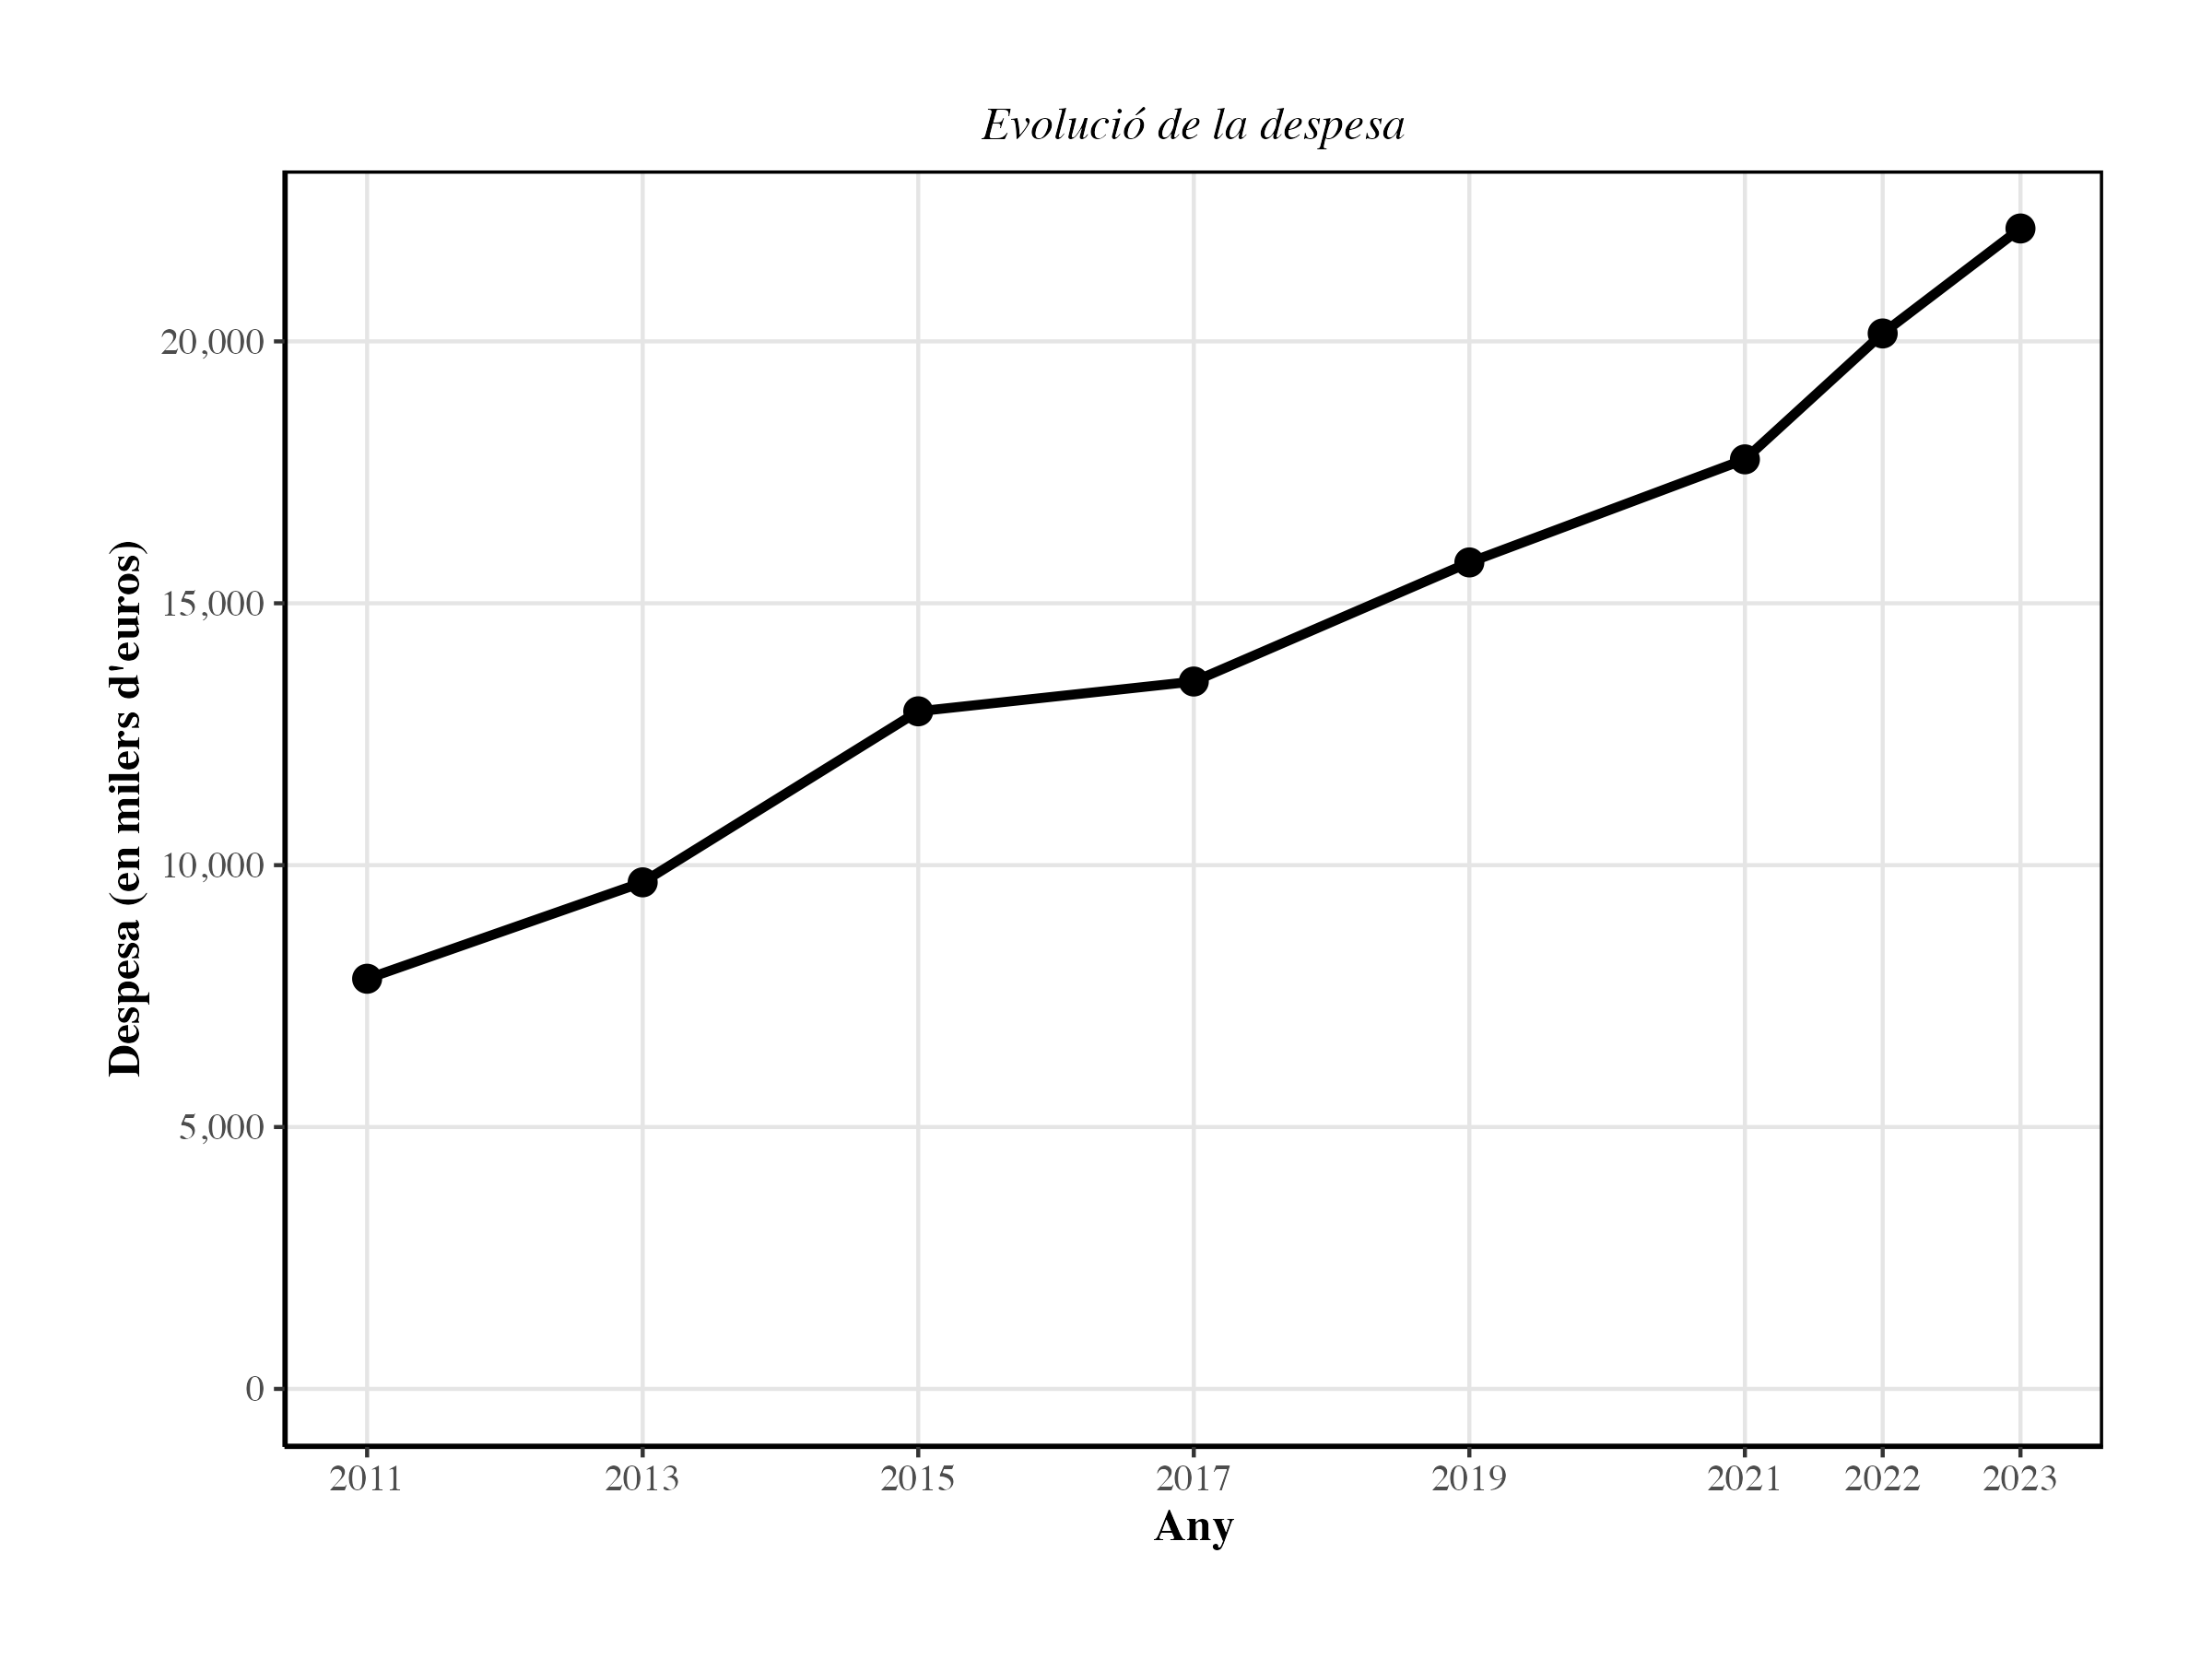 Evolució de la despesa
Despesa (en milers d'euros)
20,000
15,000
10,000
5,000
0
2011 2013 2015 2017 2019 2021 2022 2023
Any